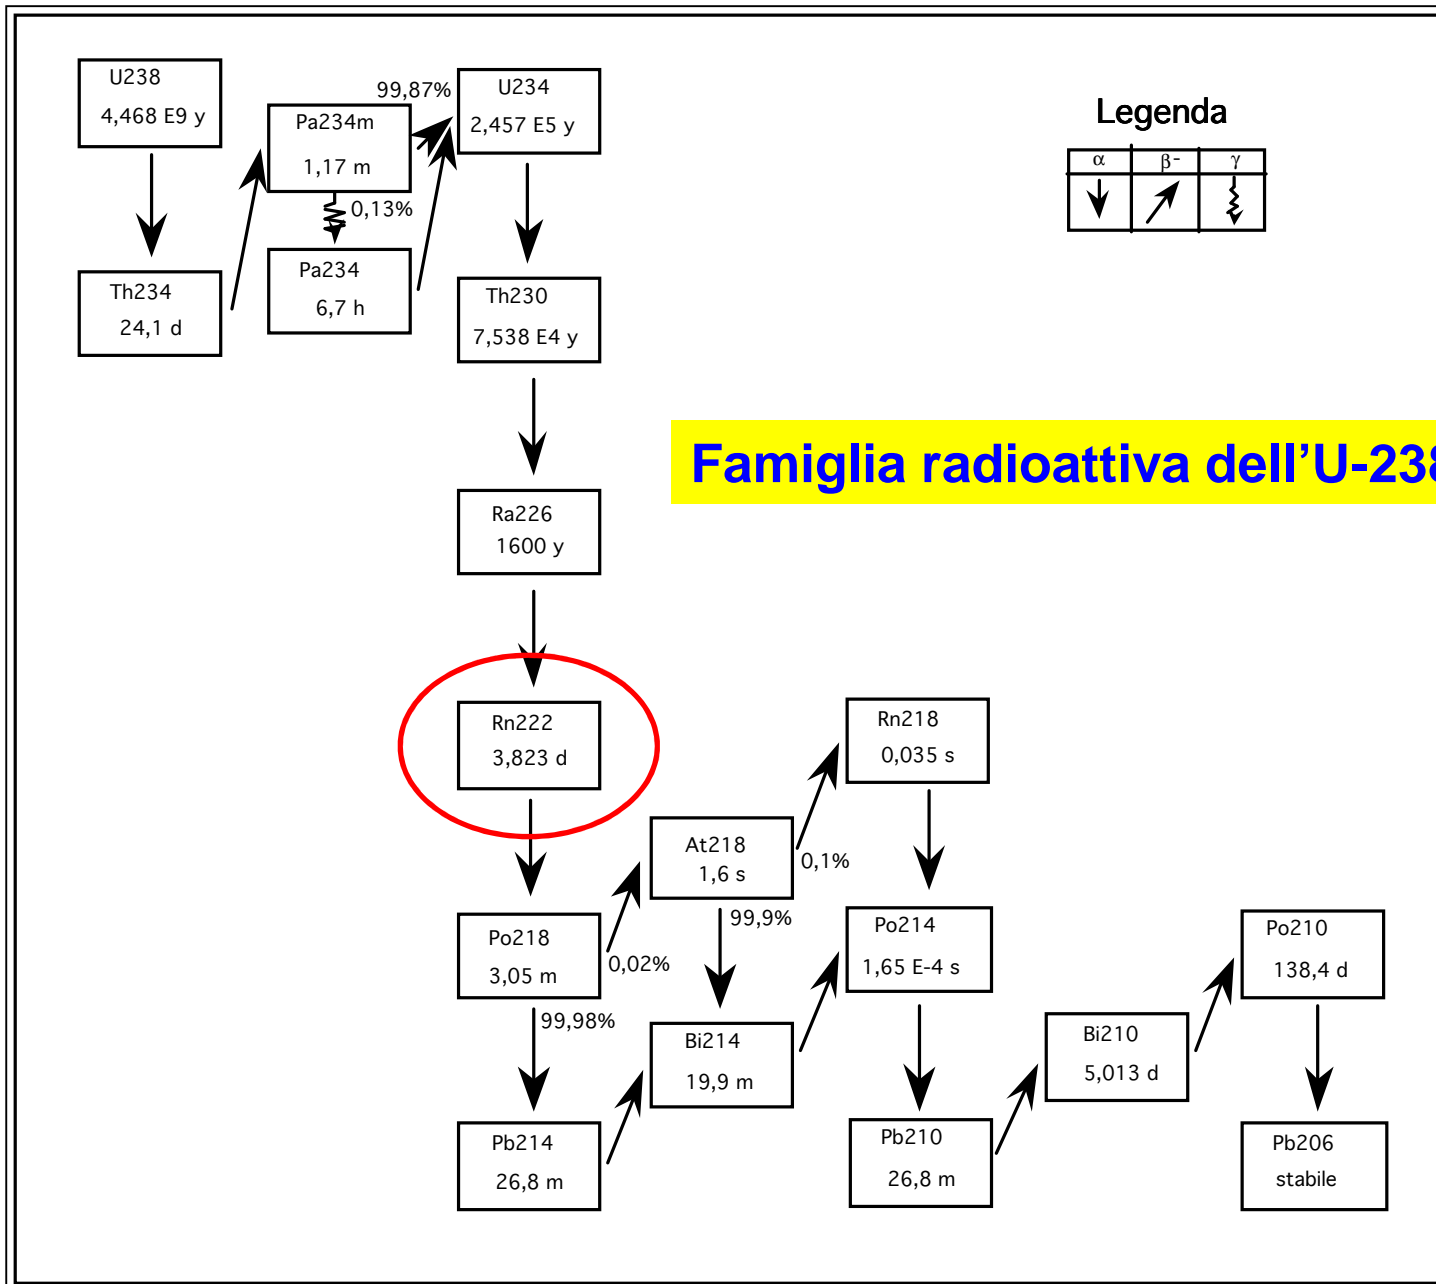 U238
4,468 E9 y
Th234
24,1 d
Pa234m
1,17 m
0,13%
Pa234
6,7 h
99,87%
U234
2,457 E5 y
Th230
7,538 E4 y
Legenda
α β- γ
Famiglia radioattiva dell’U-238
Ra226
1600 y
Rn222
3,823 d
Po218
3,05 m
0,02%
99,98%
Pb214
26,8 m
At218
1,6 s
0,1%
99,9%
Bi214
19,9 m
Rn218
0,035 s
Po214
1,65 E-4 s
Pb210
26,8 m
Bi210
5,013 d
Po210
138,4 d
Pb206
stabile